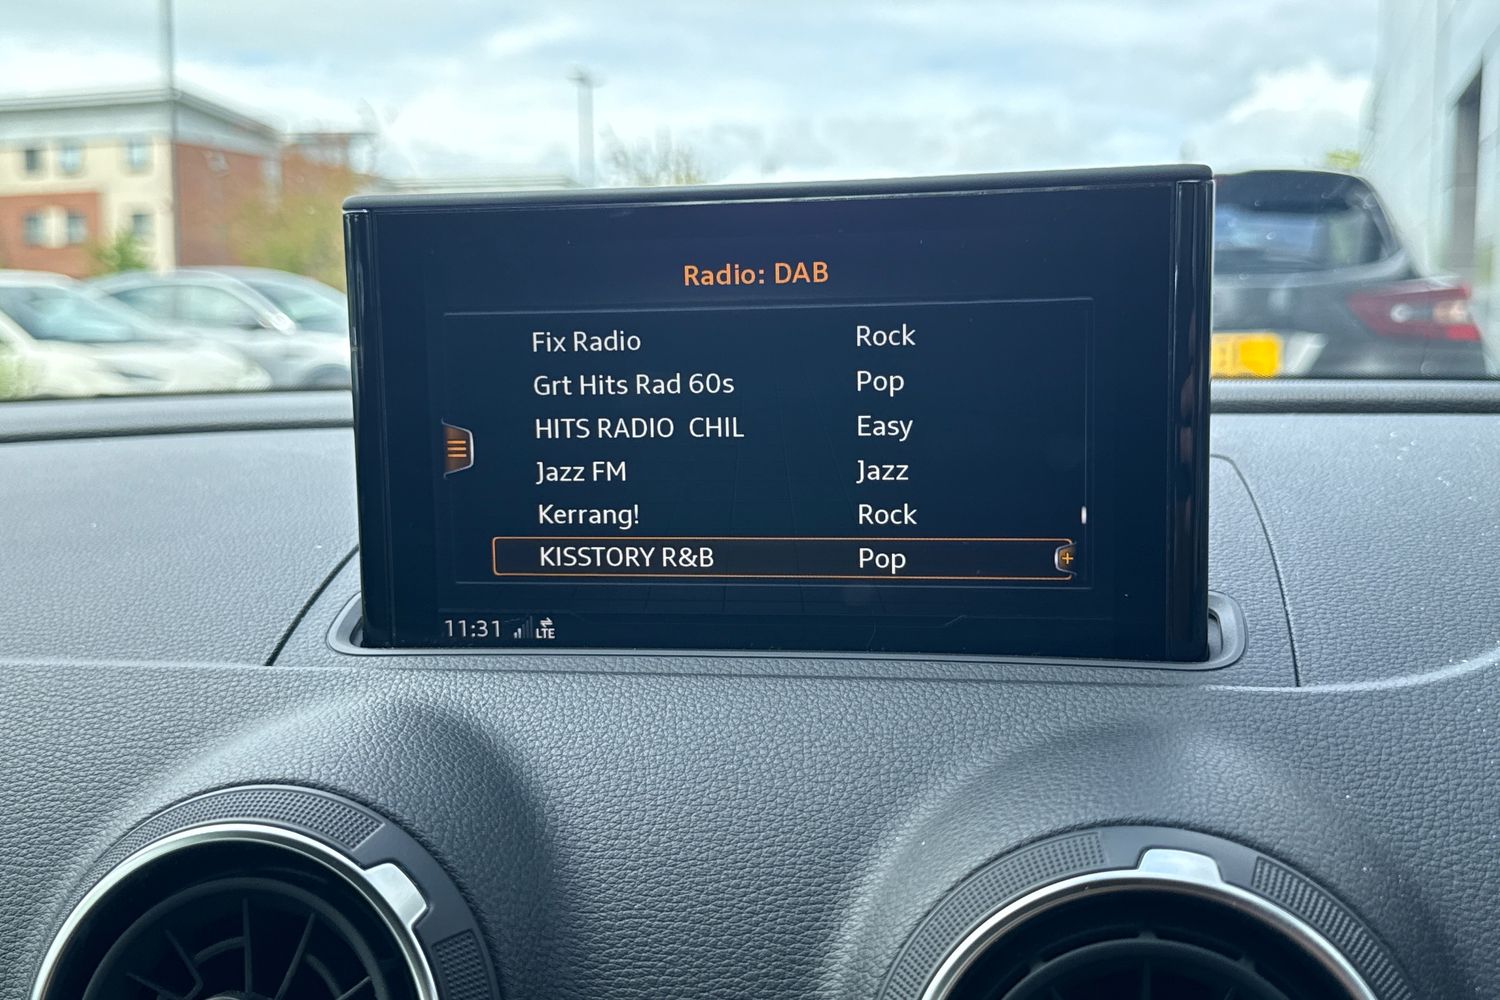 Radio: DAB
Fix Radio Rock
Grt Hits Rad 60s Pop
HITS RADIO  CHIL Easy
Jazz FM Jazz
Kerrang! Rock
KISSTORY R&B Pop
11:31 LTE